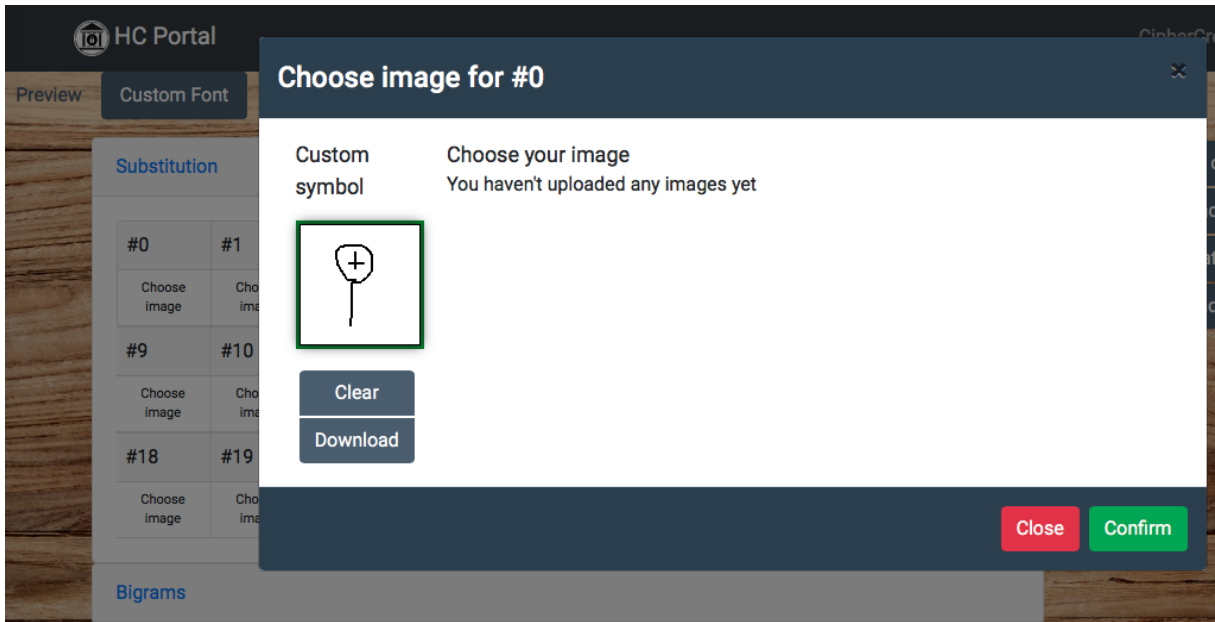 HC Portal
Preview
Custom Font
Choose image for #0
×
Substitution
Custom
symbol
Choose your image
You haven't uploaded any images yet
#0
#1
Choose
image
#9
#10
Choose
image
#18
#19
Choose
image
Clear
Download
Close
Confirm
Bigrams